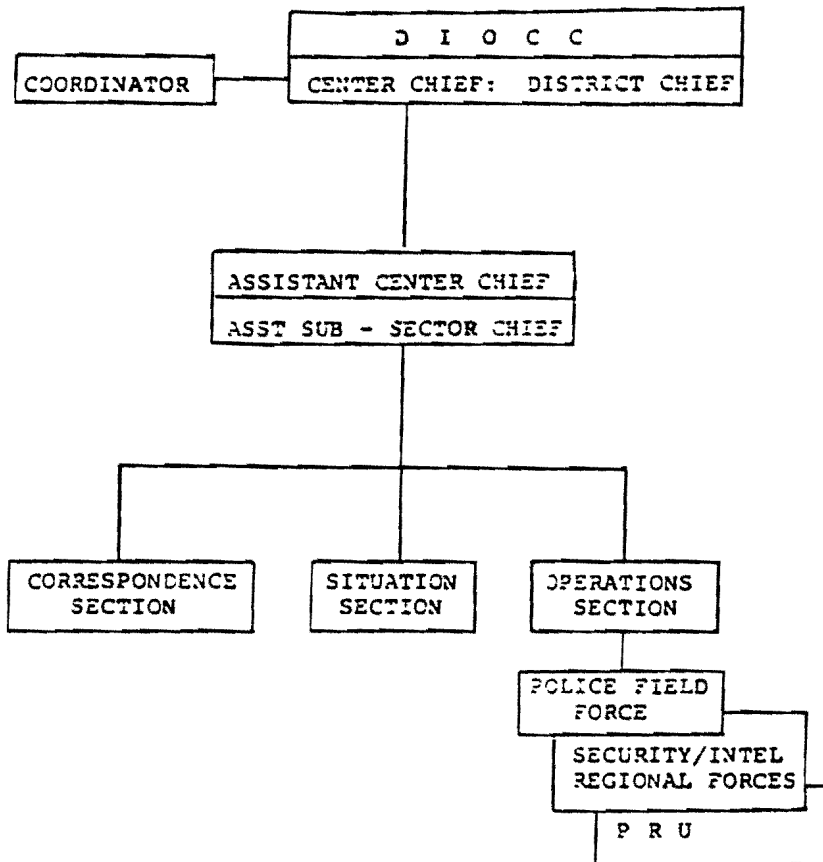 D I O C C
COORDINATOR
CENTER CHIEF: DISTRICT CHIEF
ASSISTANT CENTER CHIEF
ASST SUB - SECTOR CHIEF
CORRESPONDENCE
SECTION
SITUATION
SECTION
OPERATIONS
SECTION
POLICE FIELD
FORCE
SECURITY/INTEL
REGIONAL FORCES
P R U